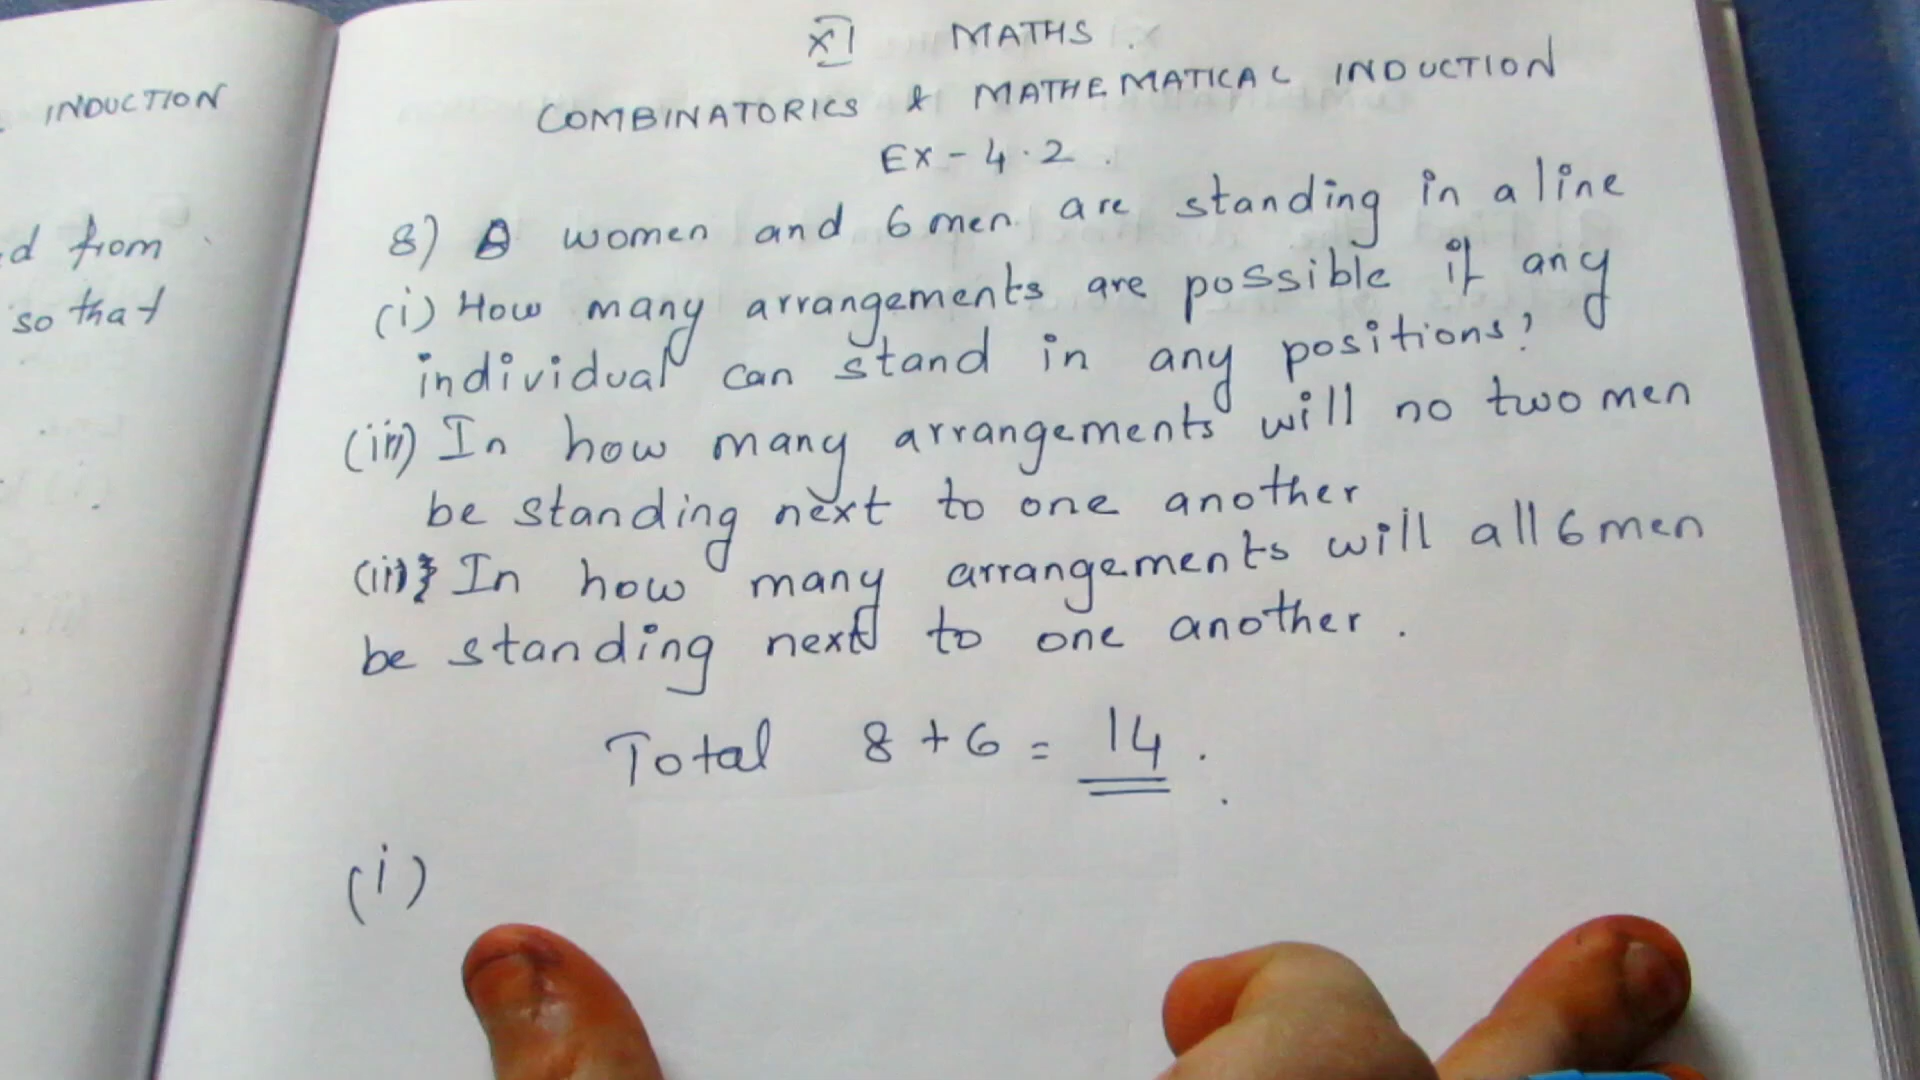 INDUCTION
d from
so that
XI MATHS.
COMBINATORICS & MATHEMATICAL INDUCTION
EX - 4.2.
8) 8 women and 6 men are standing in a line
(i) How many arrangements are possible if any
individual can stand in any positions?
(ii) In how many arrangements will no two men
be standing next to one another
(iii) In how many arrangements will all 6 men
be standing next to one another.
Total 8 + 6 = 14.
(i)